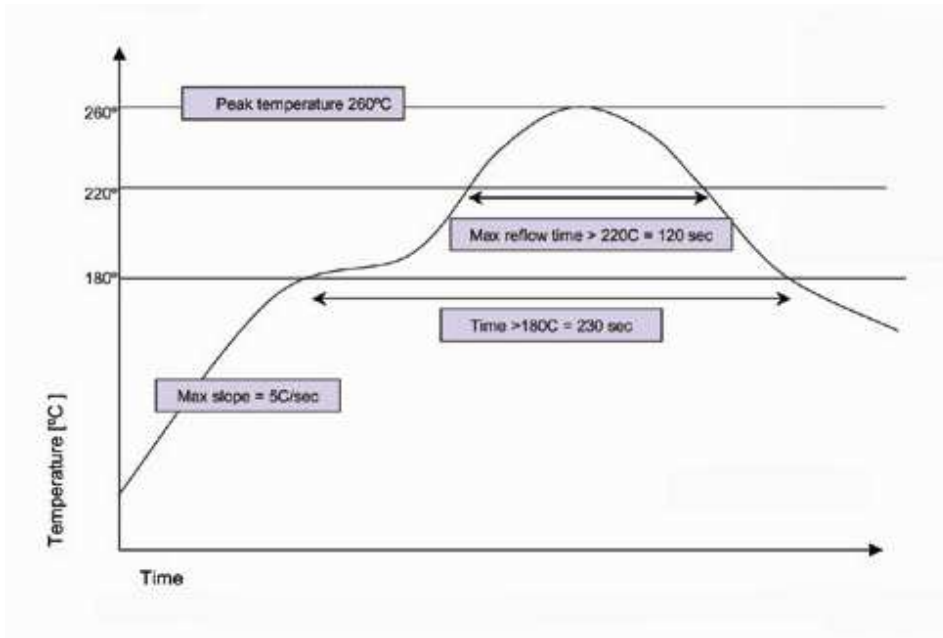 Peak temperature 260ºC
260º
220º
Max reflow time > 220C = 120 sec
180º
Time >180C = 230 sec
Max slope = 5C/sec
Temperature [ºC ]
Time